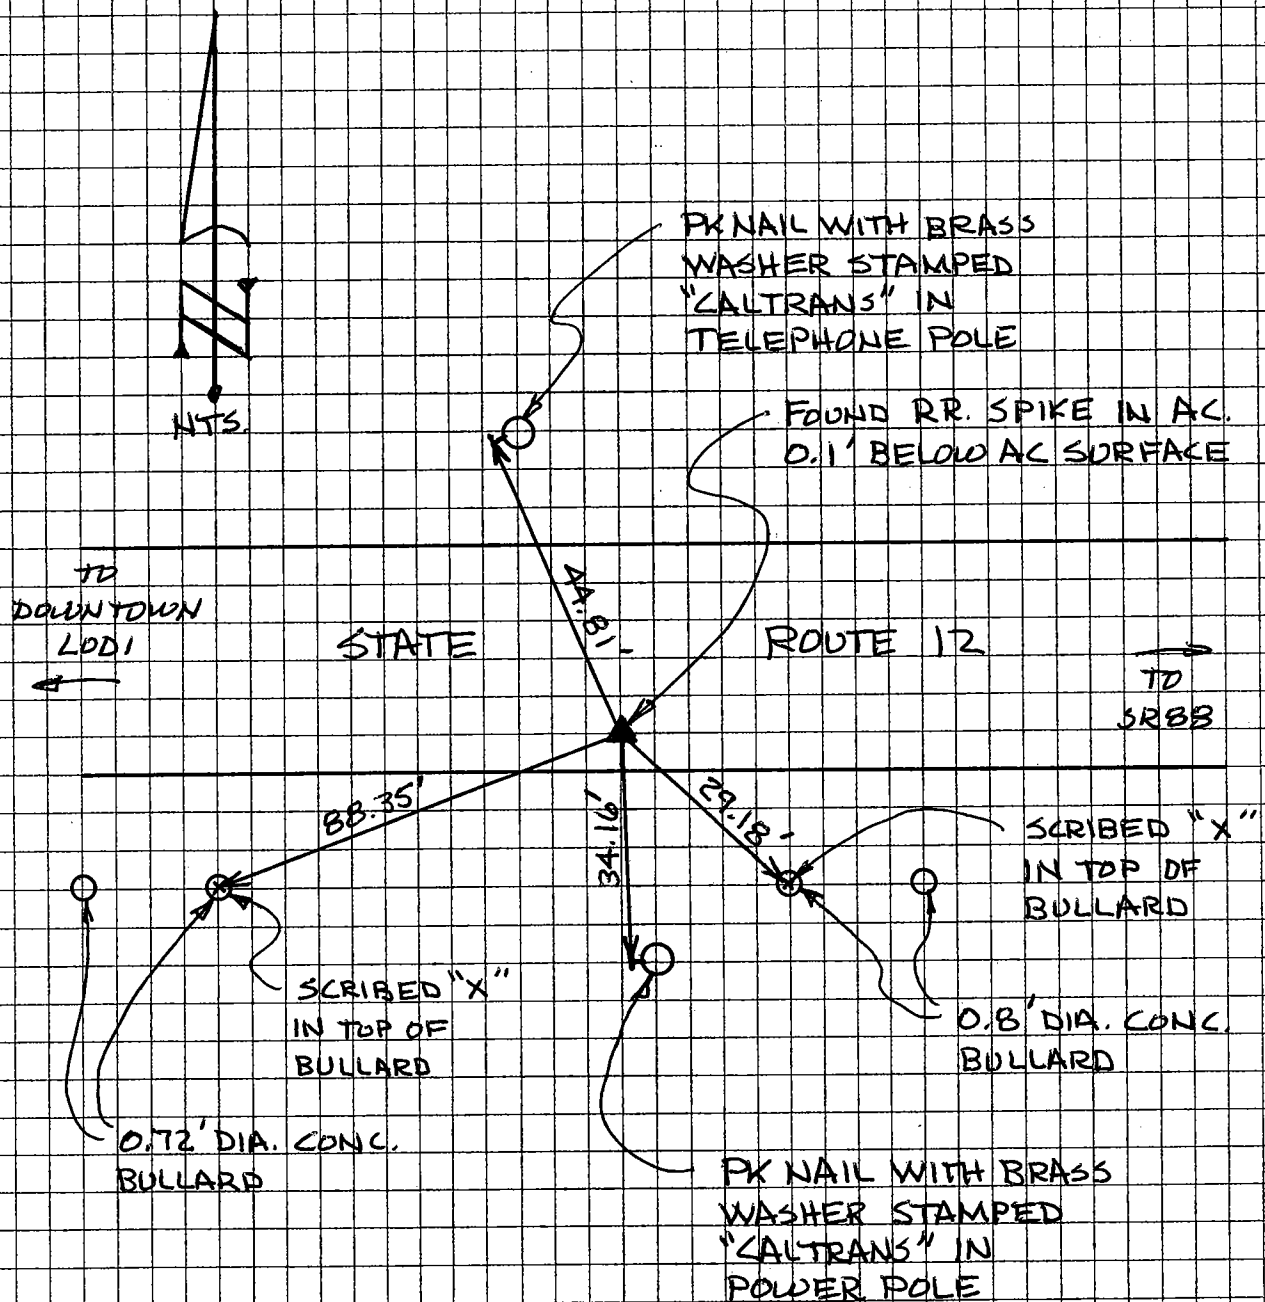 NTS.
PK NAIL WITH BRASS
WASHER STAMPED
"CALTRANS" IN
TELEPHONE POLE
FOUND RR. SPIKE IN AC.
0.1' BELOW AC SURFACE
TO
DOWNTOWN
LODI
STATE
44.81'
ROUTE 12
TO
SR88
88.35'
34.16'
29.18'
SCRIBED "X"
IN TOP OF
BULLARD
SCRIBED "X"
IN TOP OF
BULLARD
0.8' DIA. CONC.
BULLARD
0.72' DIA. CONC.
BULLARD
PK NAIL WITH BRASS
WASHER STAMPED
"CALTRANS" IN
POWER POLE